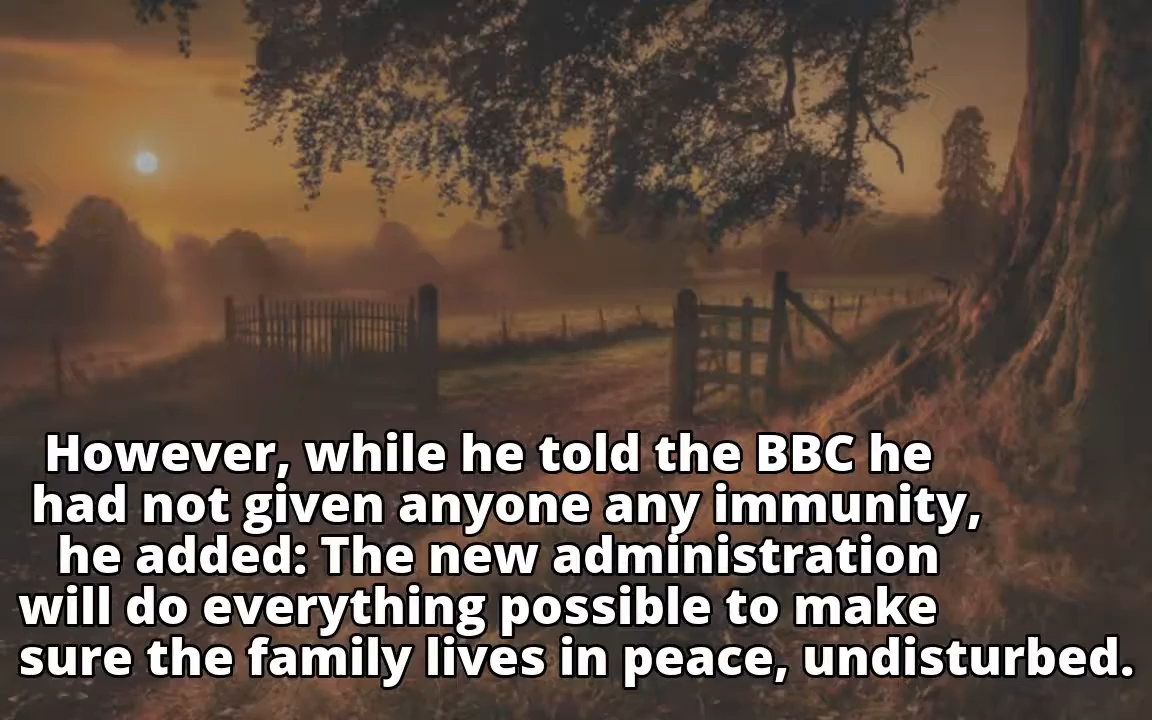 However, while he told the BBC he
had not given anyone any immunity,
he added: The new administration
will do everything possible to make
sure the family lives in peace, undisturbed.